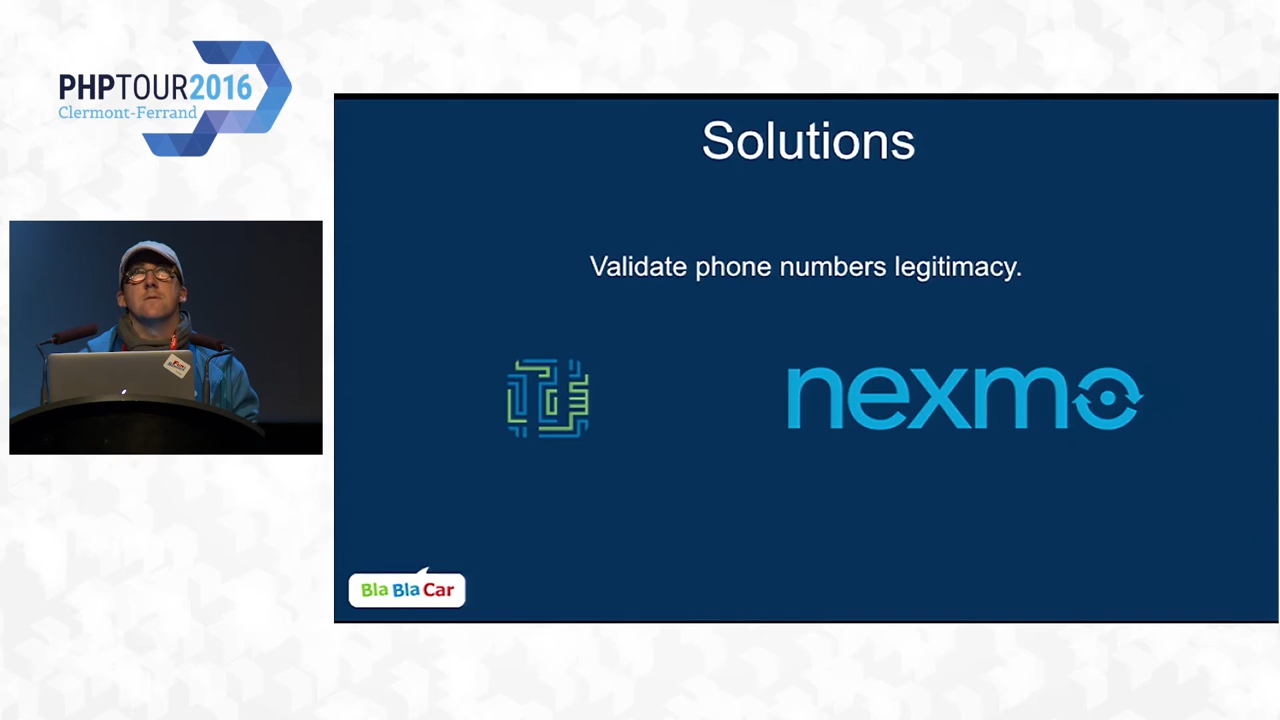 PHPTOUR2016
Clermont-Ferrand
Solutions
Validate phone numbers legitimacy.
nexmo
Bla Bla Car